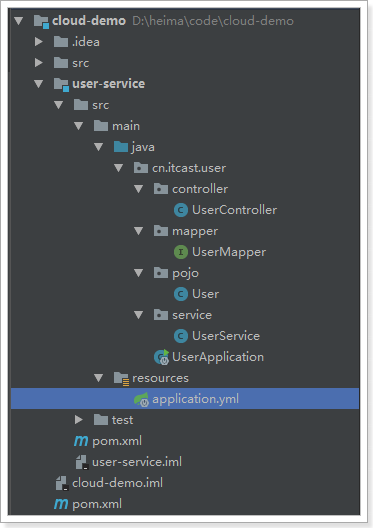 cloud-demo D:\heima\code\cloud-demo
.idea
src
user-service
src
main
java
cn.itcast.user
controller
UserController
mapper
UserMapper
pojo
User
service
UserService
UserApplication
resources
application.yml
test
pom.xml
user-service.iml
cloud-demo.iml
pom.xml